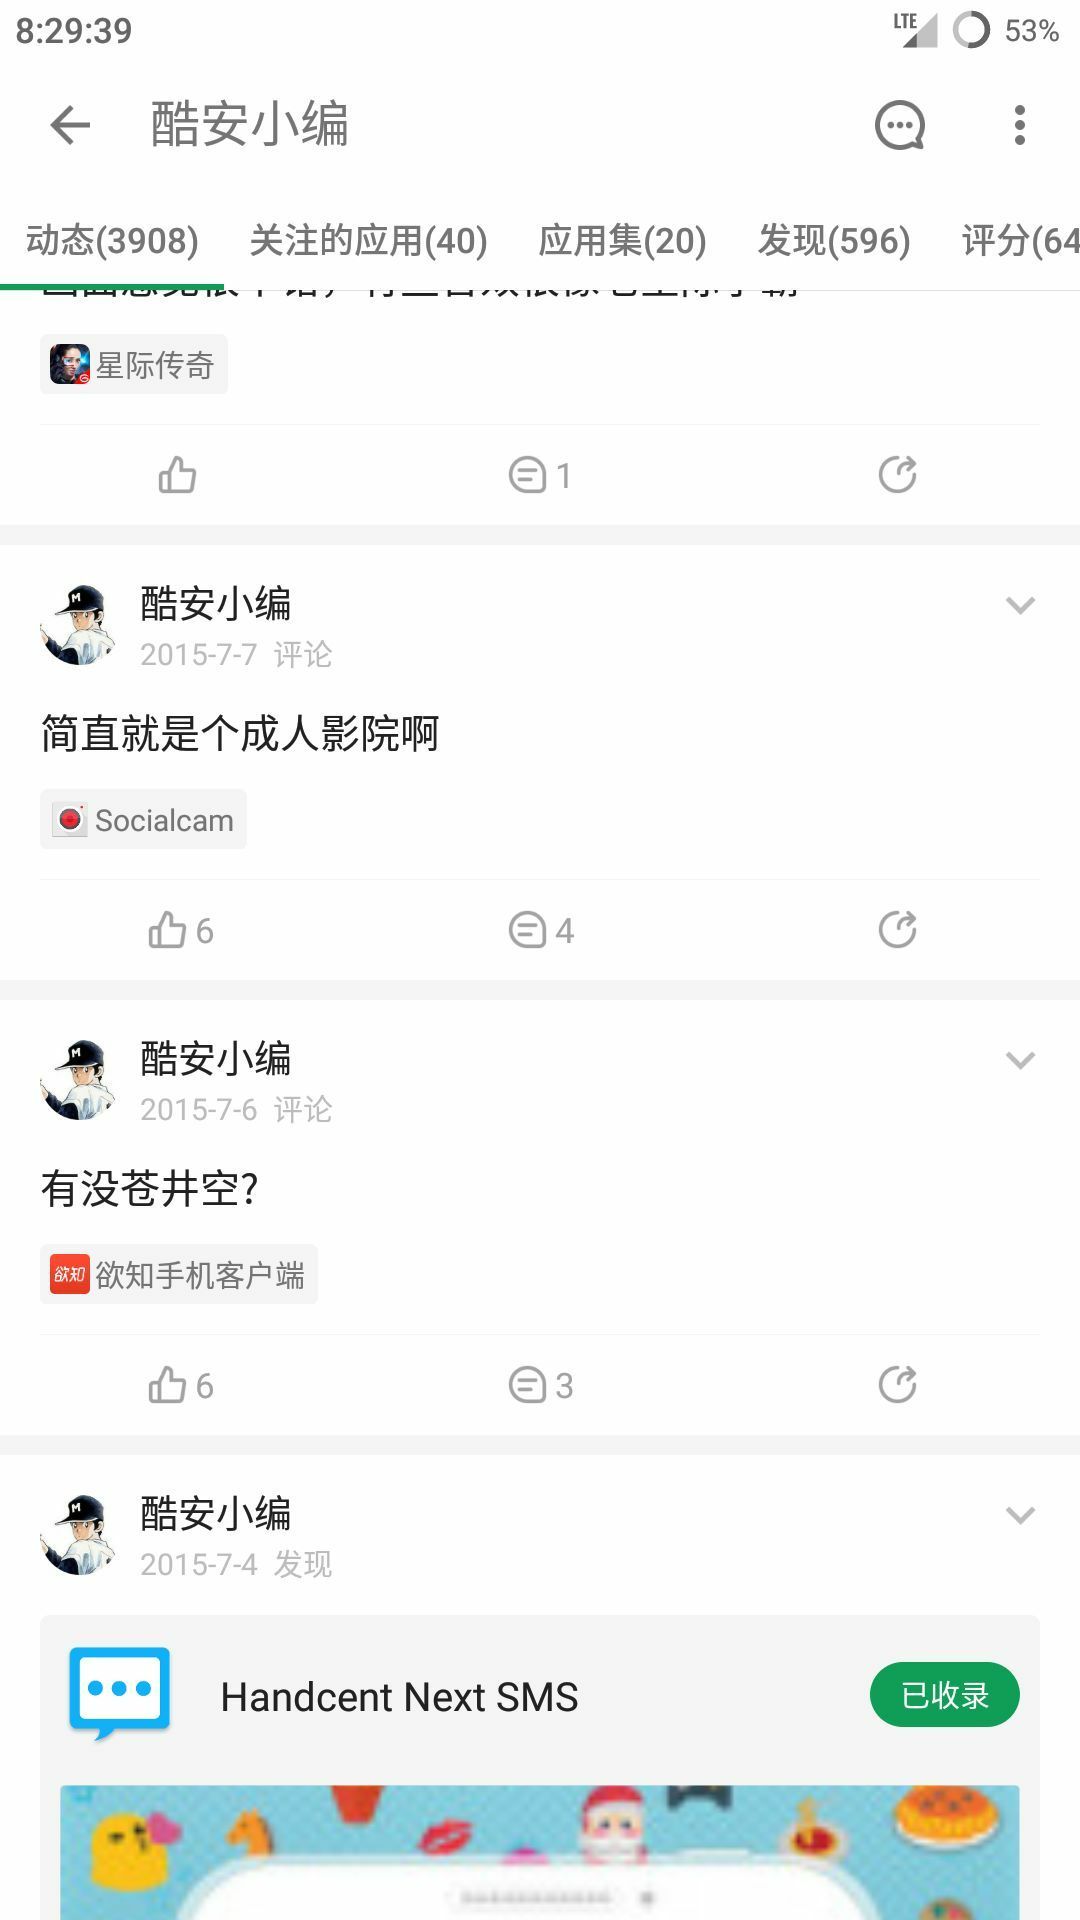 8:29:39
LTE
53%
酷安小编
动态(3908) 关注的应用(40) 应用集(20) 发现(596) 评分(64
星际传奇
1
酷安小编
2015-7-7 评论
简直就是个成人影院啊
Socialcam
6 4
酷安小编
2015-7-6 评论
有没苍井空?
欲知 欲知手机客户端
6 3
酷安小编
2015-7-4 发现
Handcent Next SMS
已收录